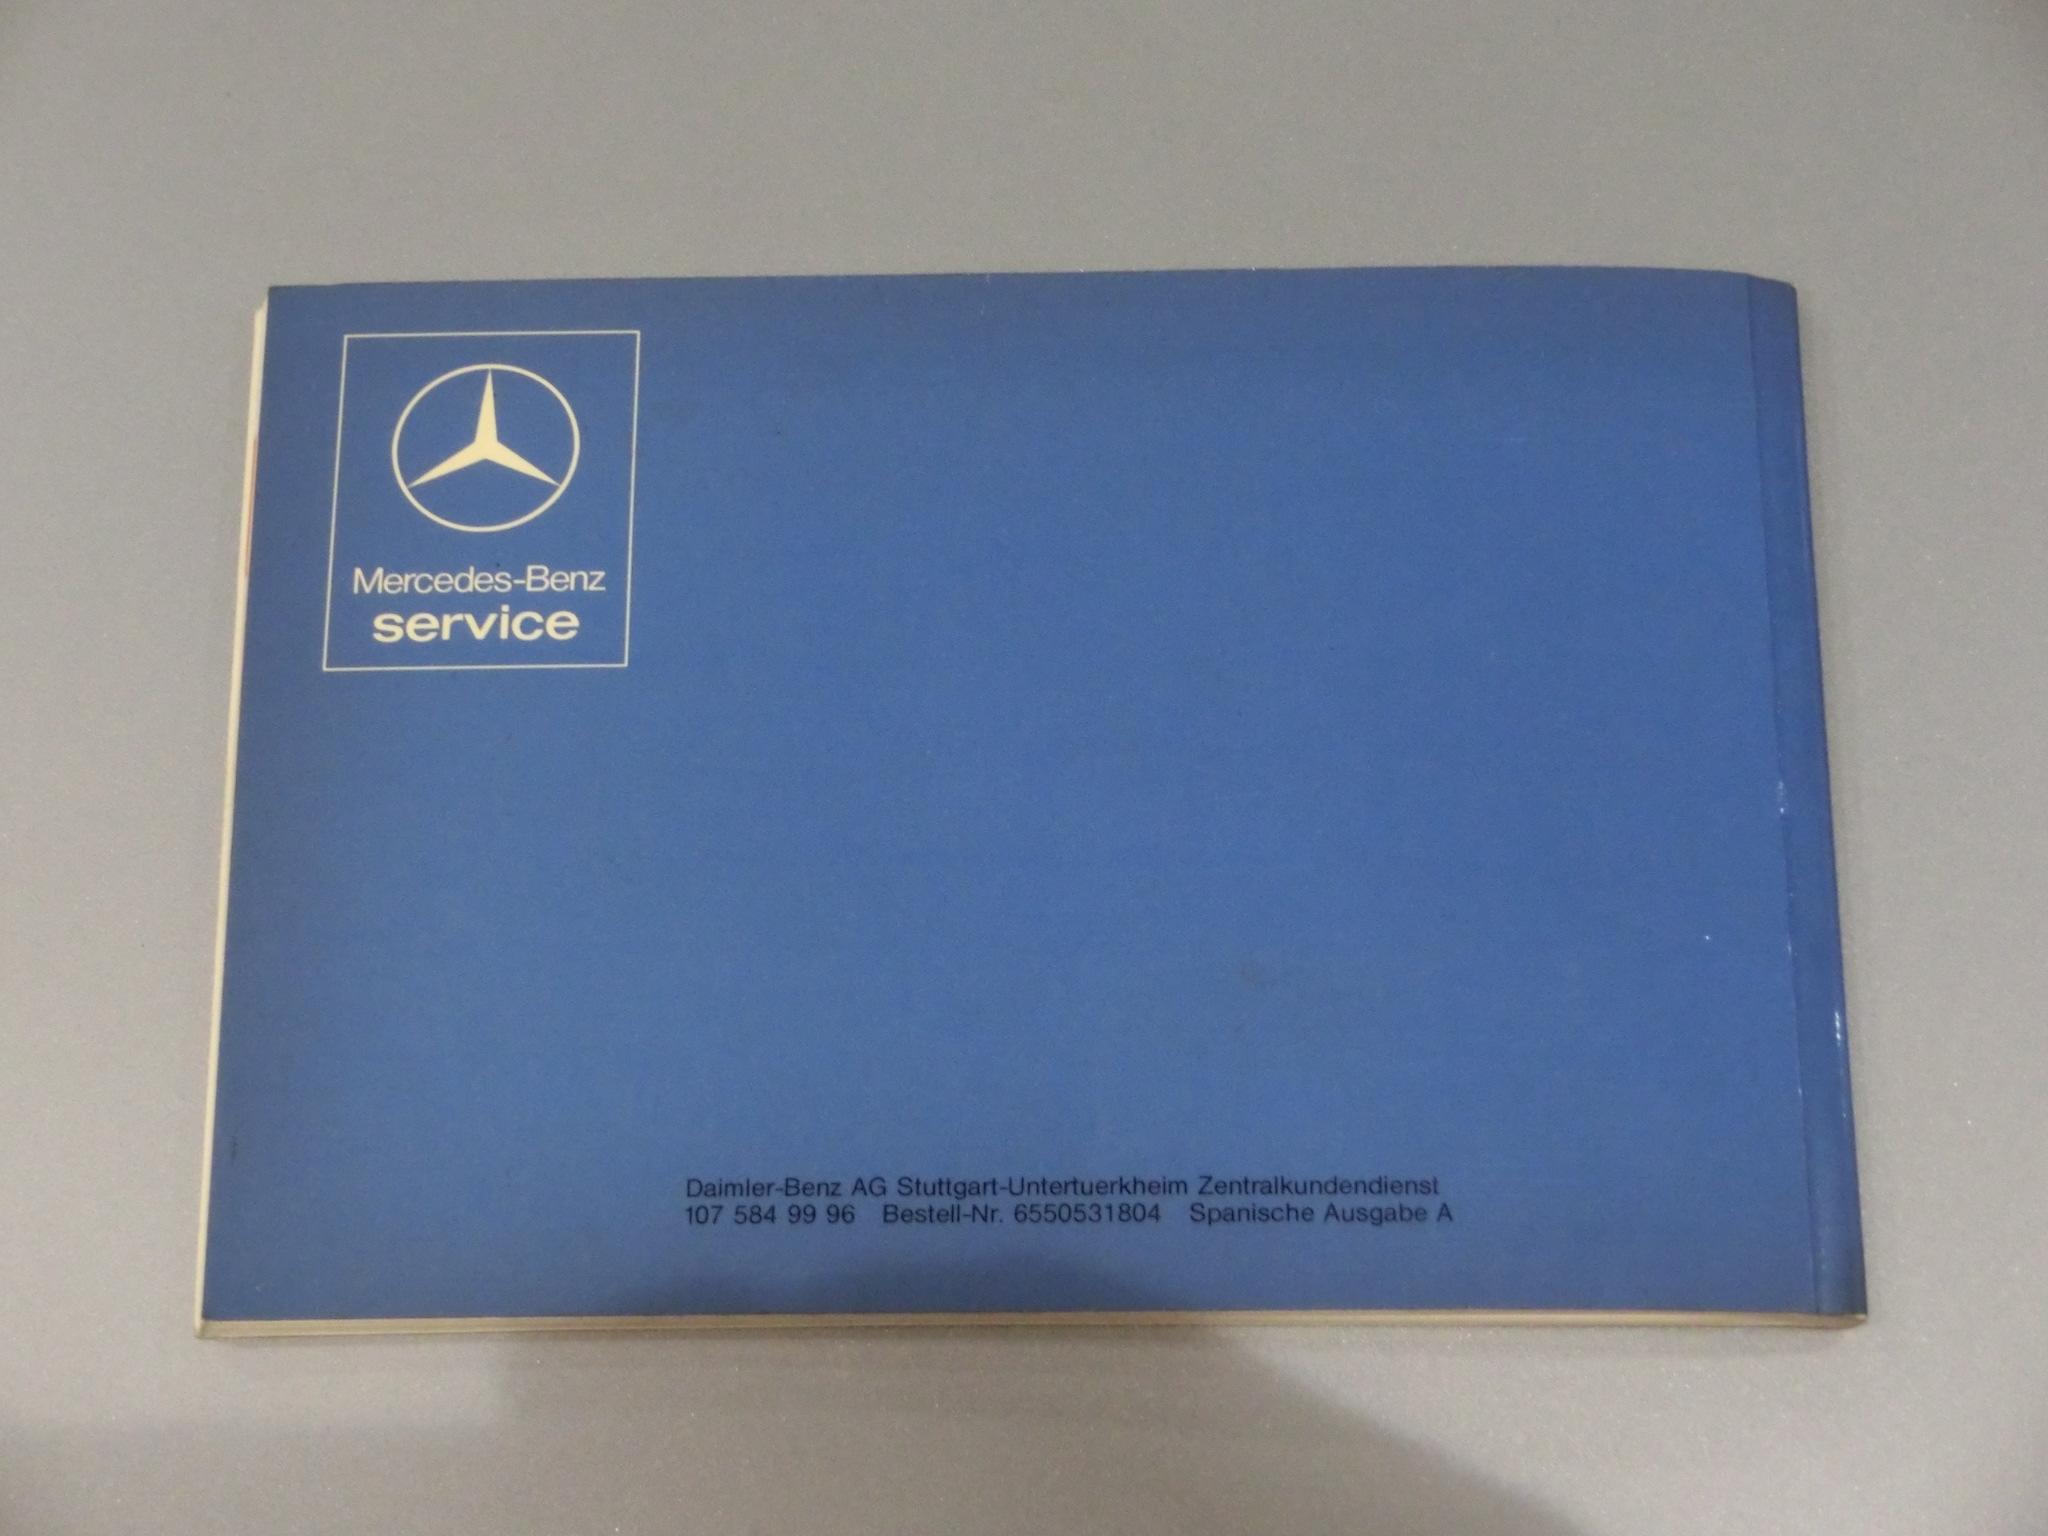 Mercedes-Benz
service
Daimler-Benz AG Stuttgart-Untertuerkheim Zentralkundendienst
107 584 99 96 Bestell-Nr. 6550531804 Spanische Ausgabe A